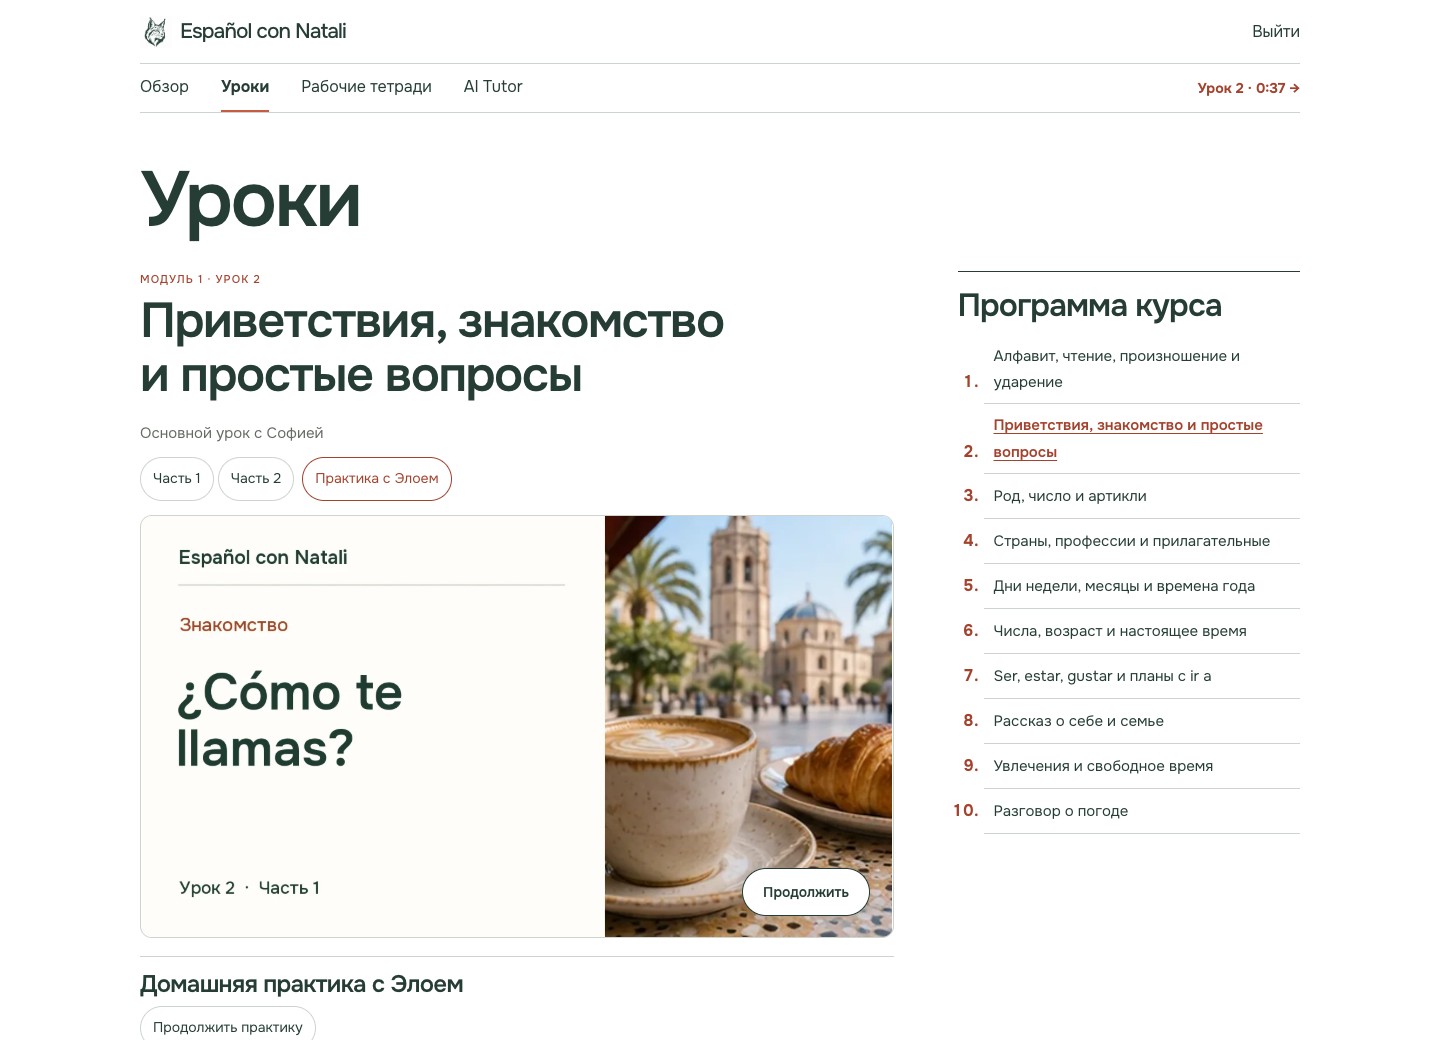 Español con Natali
Выйти
Обзор
Уроки
Рабочие тетради
AI Tutor
Урок 2 · 0:37 →
Уроки
МОДУЛЬ 1 · УРОК 2
Приветствия, знакомство
и простые вопросы
Основной урок с Софией
Часть 1
Часть 2
Практика с Элоем
Español con Natali
Знакомство
¿Cómo te
llamas?
Урок 2 · Часть 1
Продолжить
Домашняя практика с Элоем
Продолжить практику
Программа курса
1. Алфавит, чтение, произношение и
ударение
2. Приветствия, знакомство и простые
вопросы
3. Род, число и артикли
4. Страны, профессии и прилагательные
5. Дни недели, месяцы и времена года
6. Числа, возраст и настоящее время
7. Ser, estar, gustar и планы с ir a
8. Рассказ о себе и семье
9. Увлечения и свободное время
10. Разговор о погоде